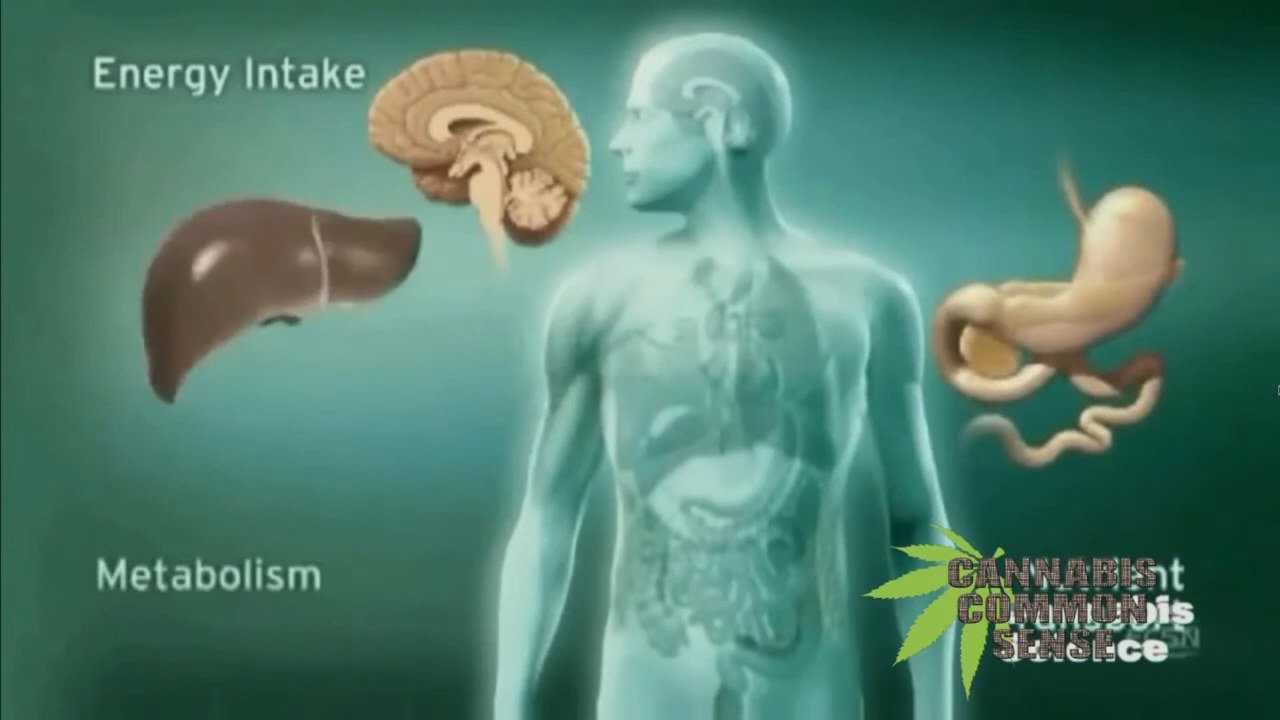 Energy Intake
Metabolism
CANNABIS
COMMON
SENSE